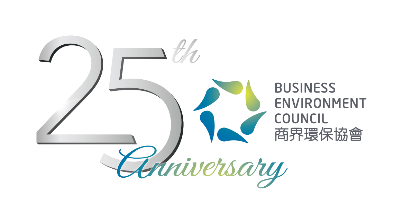 25th
Anniversary
BUSINESS
ENVIRONMENT
COUNCIL
商界環保協會